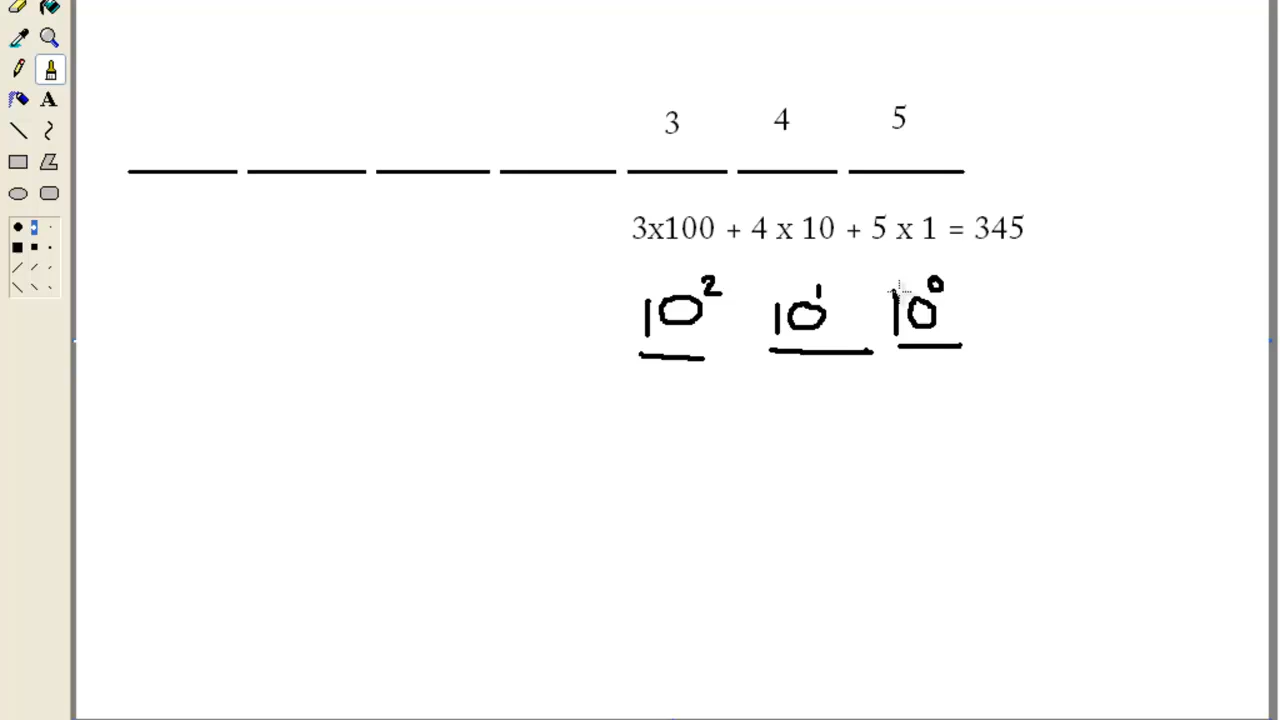 3 4 5
3x100 + 4 x 10 + 5 x 1 = 345
10² 10¹ 10⁰